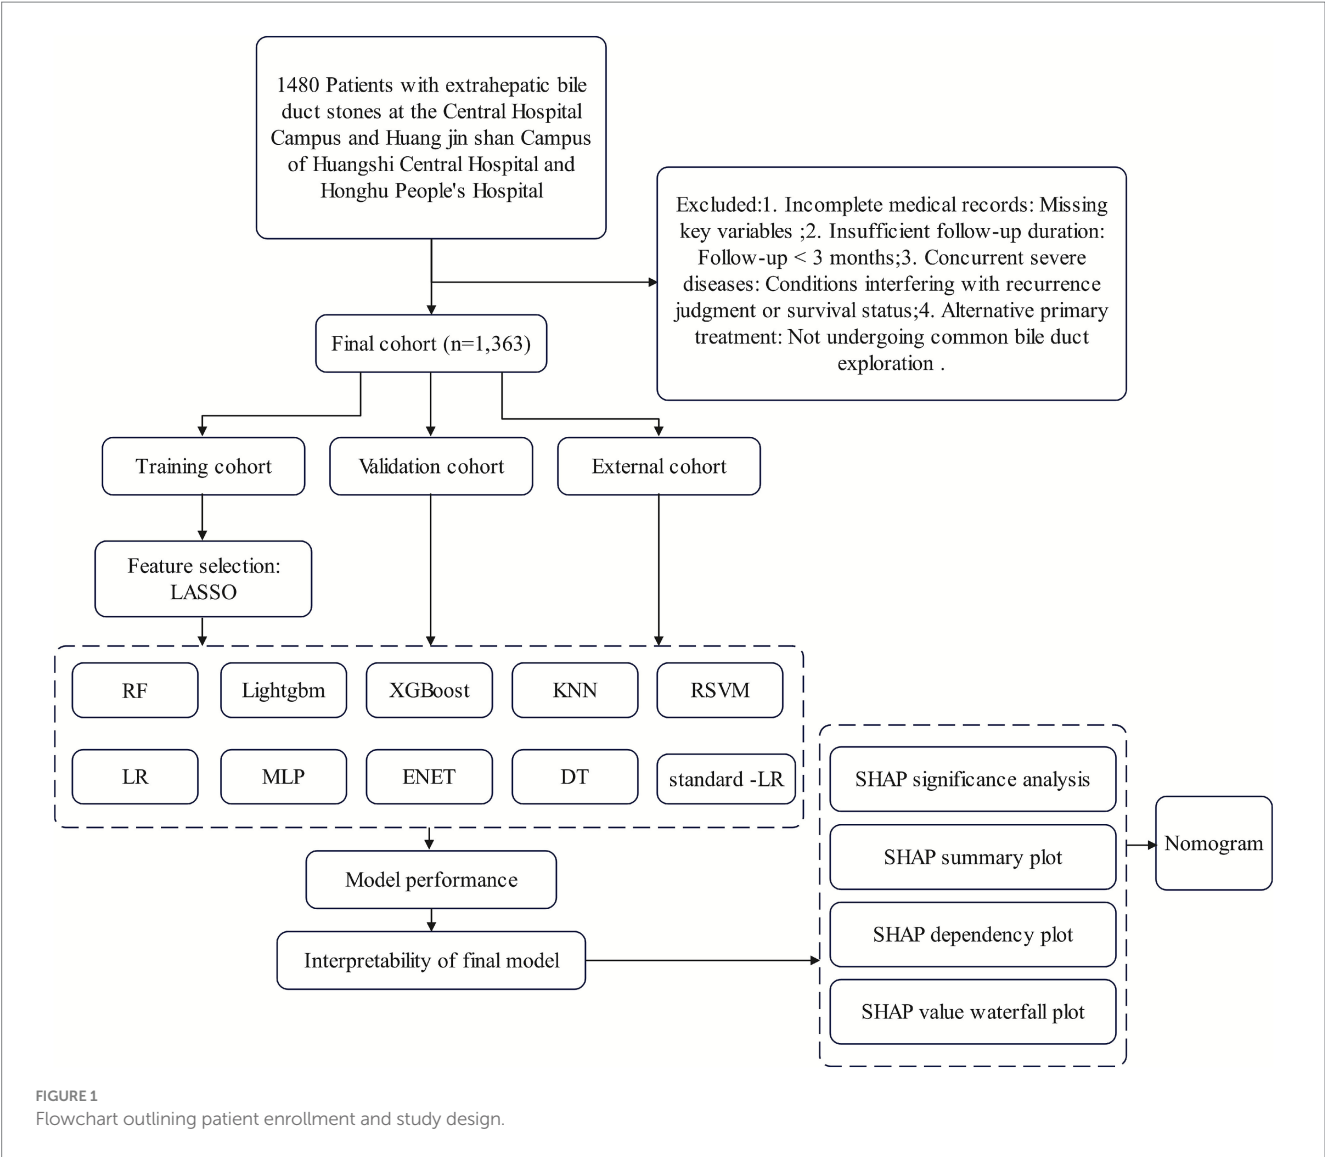 1480 Patients with extrahepatic bile
duct stones at the Central Hospital
Campus and Huang jin shan Campus
of Huangshi Central Hospital and
Honghu People's Hospital
Excluded:1. Incomplete medical records: Missing
key variables ;2. Insufficient follow-up duration:
Follow-up < 3 months;3. Concurrent severe
diseases: Conditions interfering with recurrence
judgment or survival status;4. Alternative primary
treatment: Not undergoing common bile duct
exploration .
Final cohort (n=1,363)
Training cohort
Validation cohort
External cohort
Feature selection:
LASSO
RF
Lightgbm
XGBoost
KNN
RSVM
LR
MLP
ENET
DT
standard -LR
Model performance
Interpretability of final model
SHAP significance analysis
SHAP summary plot
SHAP dependency plot
SHAP value waterfall plot
Nomogram
FIGURE 1
Flowchart outlining patient enrollment and study design.